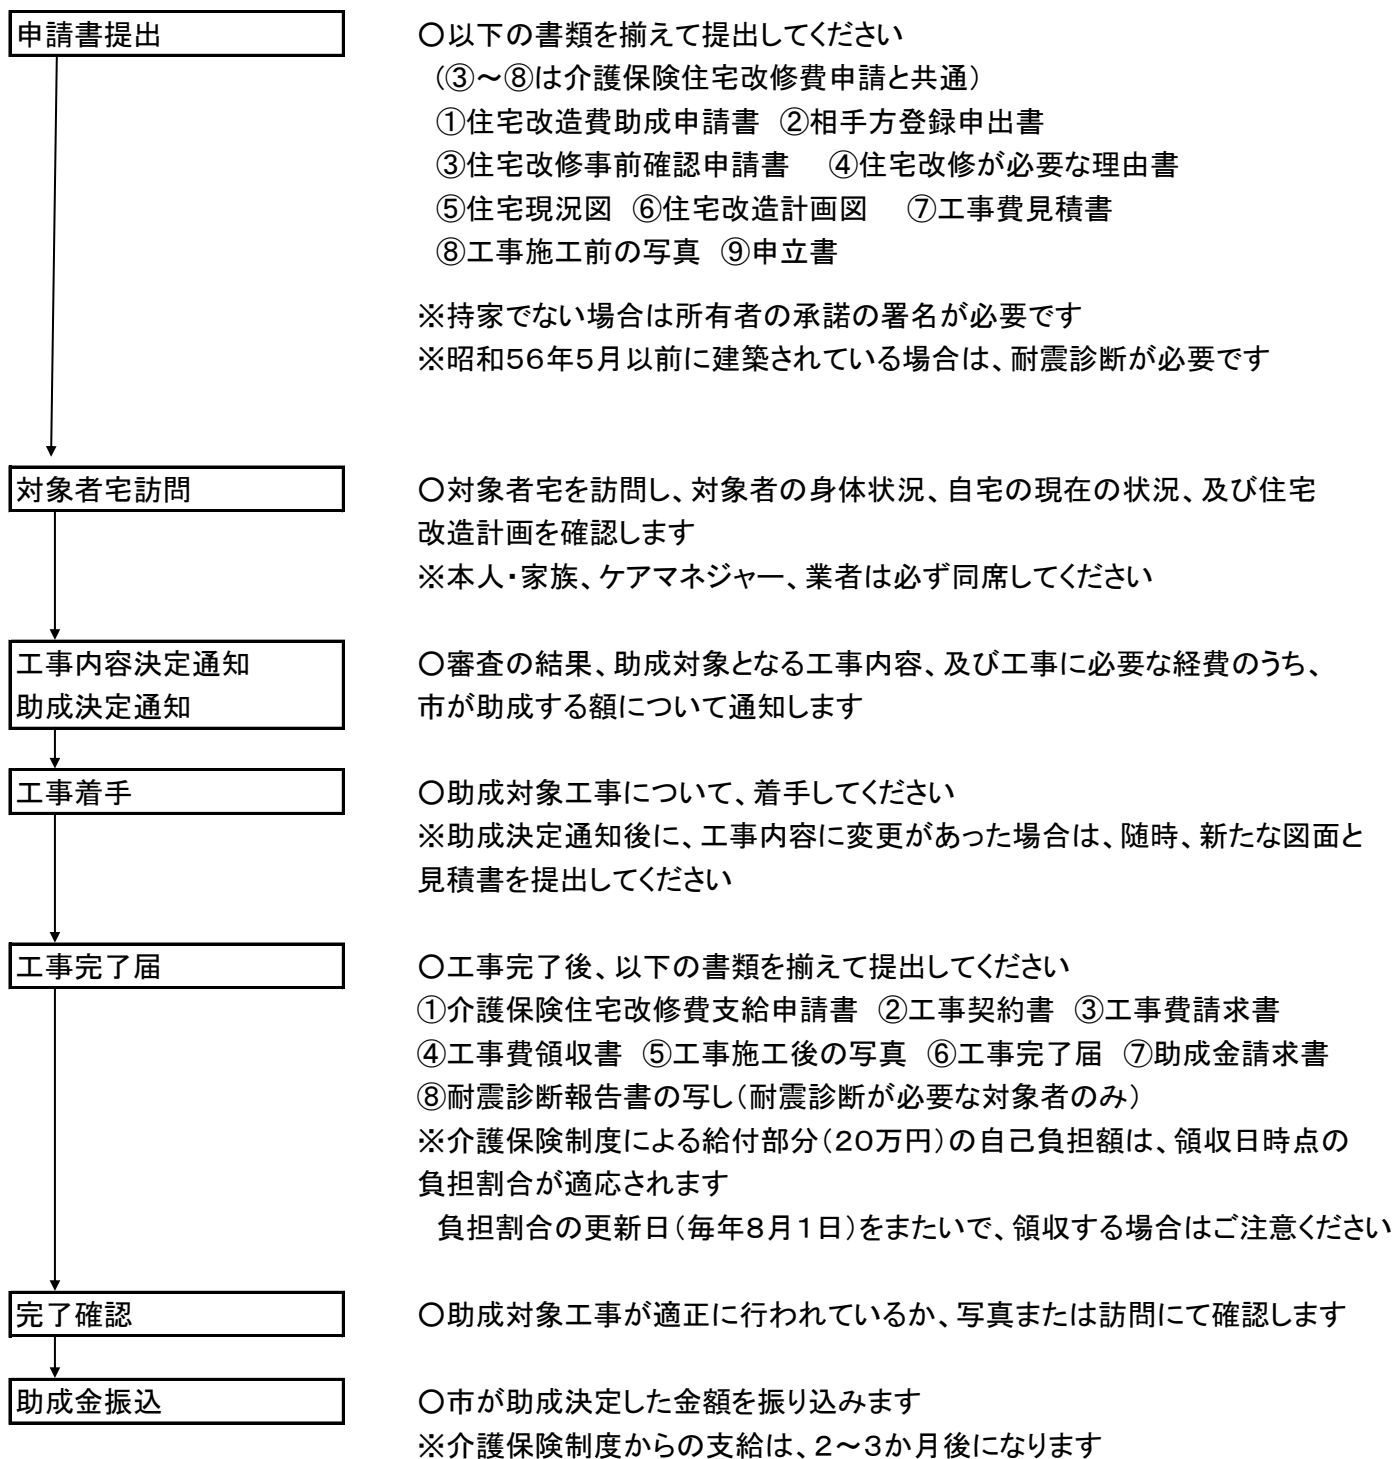 申請書提出
○以下の書類を揃えて提出してください
(③～⑧は介護保険住宅改修費申請と共通)
①住宅改造費助成申請書 ②相手方登録申出書
③住宅改修事前確認申請書 ④住宅改修が必要な理由書
⑤住宅現況図 ⑥住宅改造計画図 ⑦工事費見積書
⑧工事施工前の写真 ⑨申立書
※持家でない場合は所有者の承諾の署名が必要です
※昭和56年5月以前に建築されている場合は、耐震診断が必要です
対象者宅訪問
○対象者宅を訪問し、対象者の身体状況、自宅の現在の状況、及び住宅
改造計画を確認します
※本人・家族、ケアマネジャー、業者は必ず同席してください
工事内容決定通知
助成決定通知
○審査の結果、助成対象となる工事内容、及び工事に必要な経費のうち、
市が助成する額について通知します
工事着手
○助成対象工事について、着手してください
※助成決定通知後に、工事内容に変更があった場合は、随時、新たな図面と
見積書を提出してください
工事完了届
○工事完了後、以下の書類を揃えて提出してください
①介護保険住宅改修費支給申請書 ②工事契約書 ③工事費請求書
④工事費領収書 ⑤工事施工後の写真 ⑥工事完了届 ⑦助成金請求書
⑧耐震診断報告書の写し(耐震診断が必要な対象者のみ)
※介護保険制度による給付部分(20万円)の自己負担額は、領収日時点の
負担割合が適応されます
負担割合の更新日(毎年8月1日)をまたいで、領収する場合はご注意ください
完了確認
○助成対象工事が適正に行われているか、写真または訪問にて確認します
助成金振込
○市が助成決定した金額を振り込みます
※介護保険制度からの支給は、2～3か月後になります